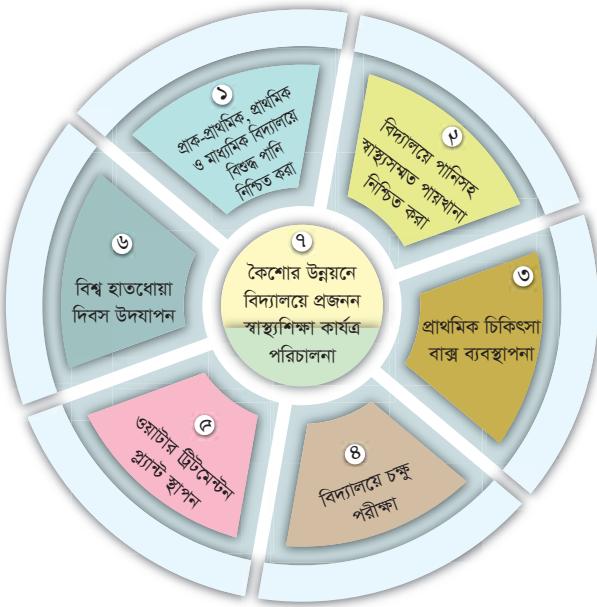 ১
প্রাক-প্রাথমিক, প্রাথমিক
ও মাধ্যমিক বিদ্যালয়ে
বিশুদ্ধ পানি
নিশ্চিত করা
২
বিদ্যালয়ে পানিসহ
স্বাস্থ্যসম্মত পায়খানা
নিশ্চিত করা
৩
প্রাথমিক চিকিৎসা
বাক্স ব্যবস্থাপনা
৪
বিদ্যালয়ে চক্ষু
পরীক্ষা
৫
ওয়াটার ট্রিটমেন্টন
প্ল্যান্ট স্থাপন
৬
বিশ্ব হাতধোয়া
দিবস উদযাপন
৭
কৈশোর উন্নয়নে
বিদ্যালয়ে প্রজনন
স্বাস্থ্যশিক্ষা কার্যত্র
পরিচালনা